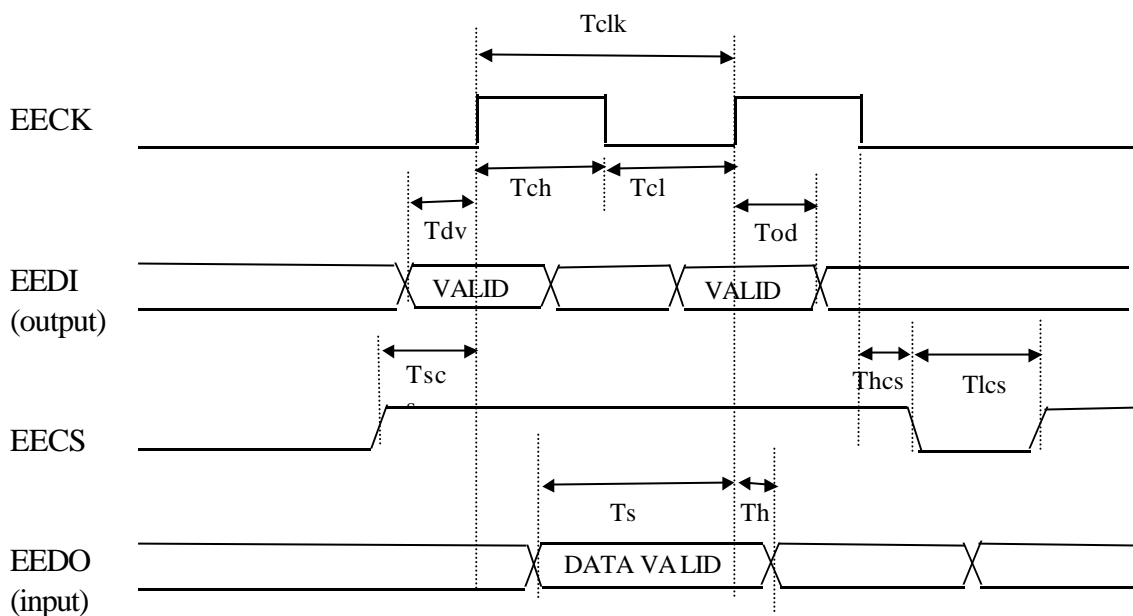 Tclk
EECK
Tch
Tcl
Tdv
Tod
EEDI
VALID
VALID
(output)
Tsc
s
Thcs
Tlcs
EECS
Ts
Th
EEDO
DATA VALID
(input)